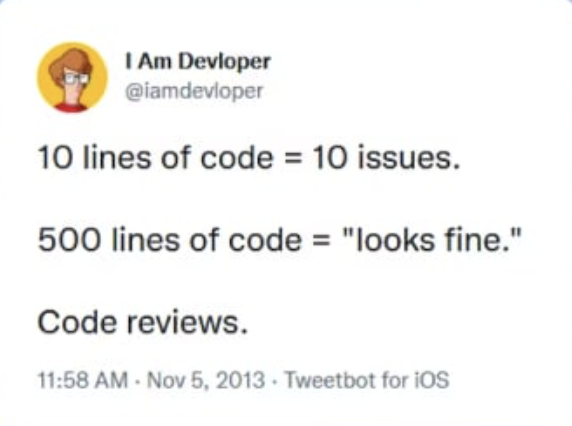 I Am Devloper
@iamdevloper
10 lines of code = 10 issues.
500 lines of code = "looks fine."
Code reviews.
11:58 AM · Nov 5, 2013 · Tweetbot for iOS